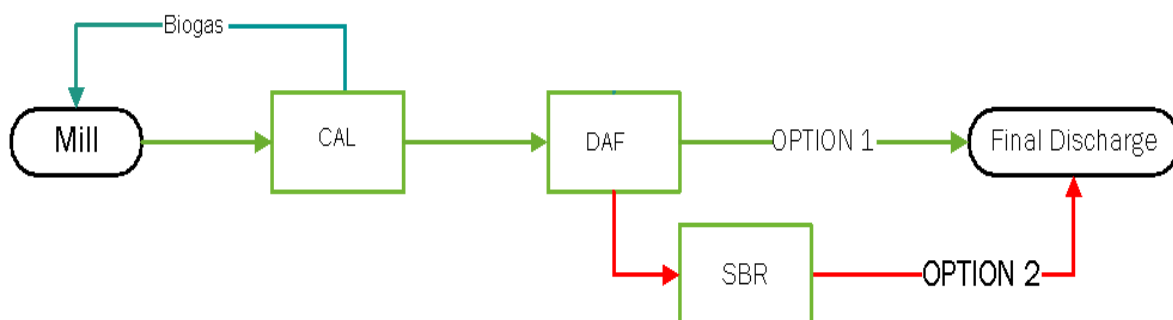 Biogas
Mill
CAL
DAF
OPTION 1
Final Discharge
SBR
OPTION 2